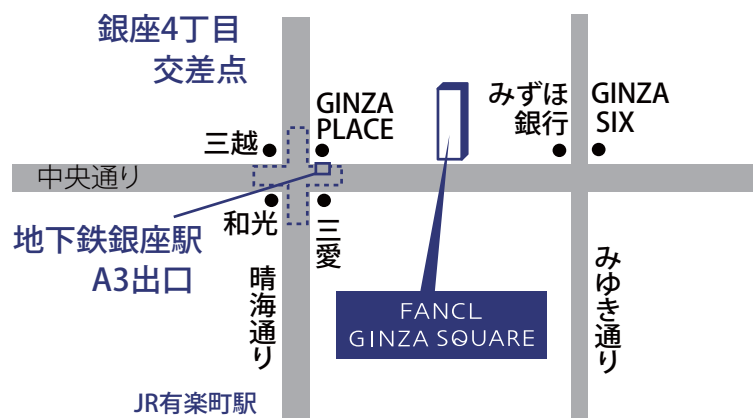 銀座4丁目
交差点
GINZA
PLACE
みずほ
銀行
GINZA
SIX
三越
中央通り
和光
三愛
地下鉄銀座駅
A3出口
晴海通り
みゆき通り
FANCL
GINZA SQUARE
JR有楽町駅